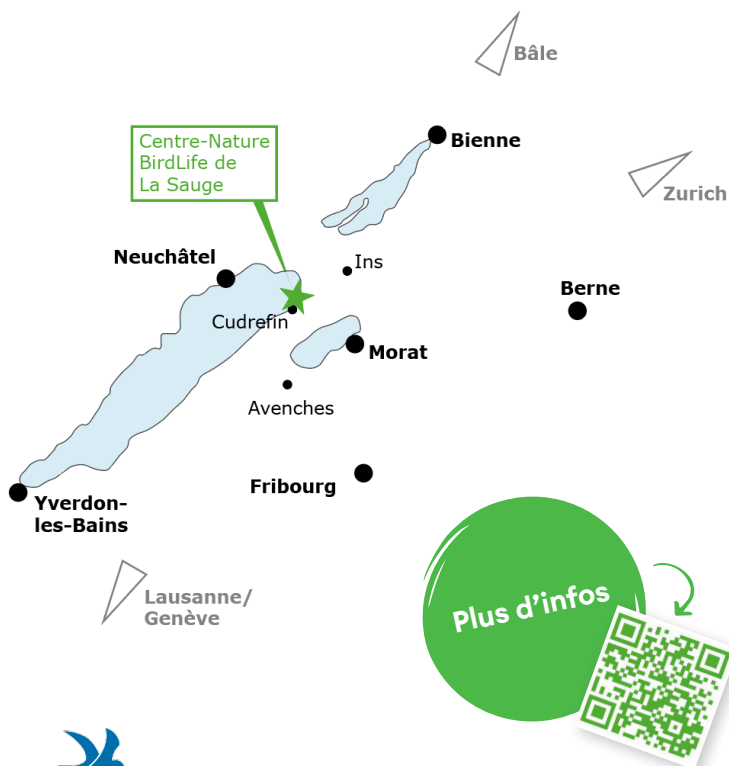 Bâle
Bienne
Centre-Nature
BirdLife de
La Sauge
Zurich
Neuchâtel
Ins
Berne
Cudrefin
Morat
Avenches
Fribourg
Yverdon-
les-Bains
Lausanne/
Genève
Plus d'infos